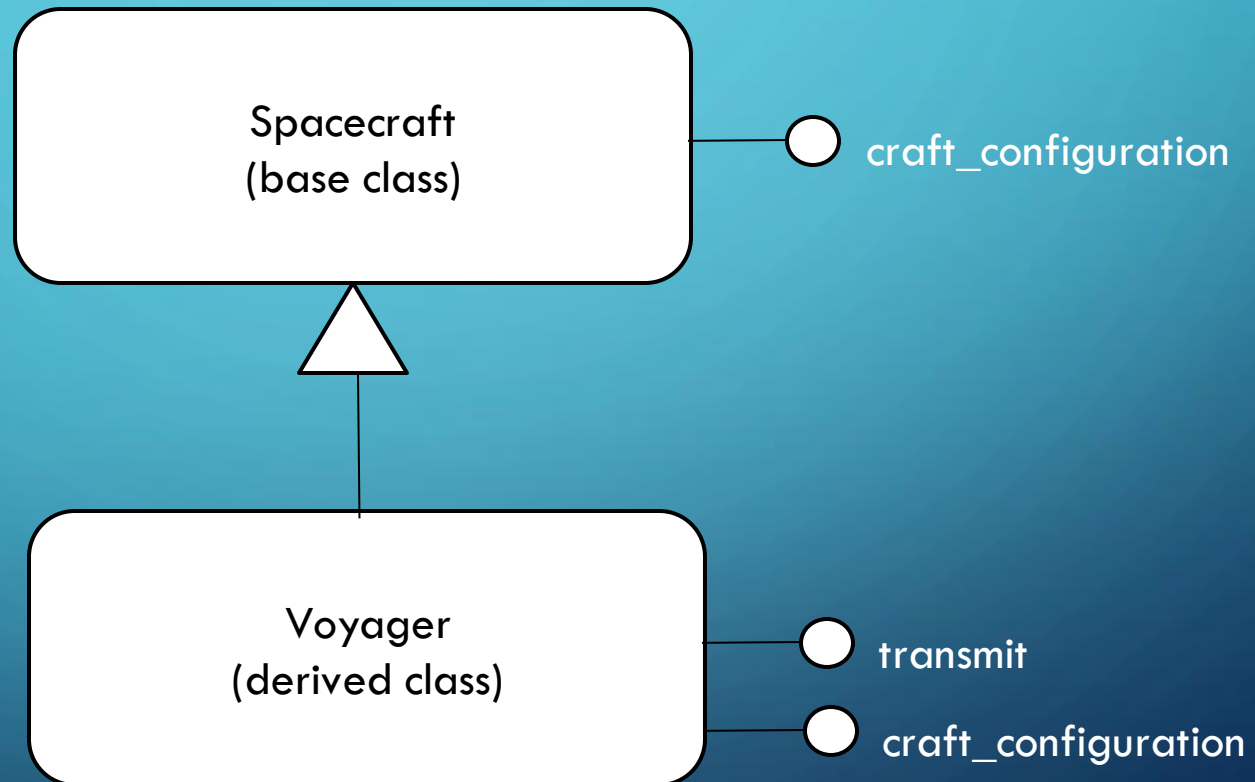 Spacecraft
(base class)
craft_configuration
Voyager
(derived class)
transmit
craft_configuration